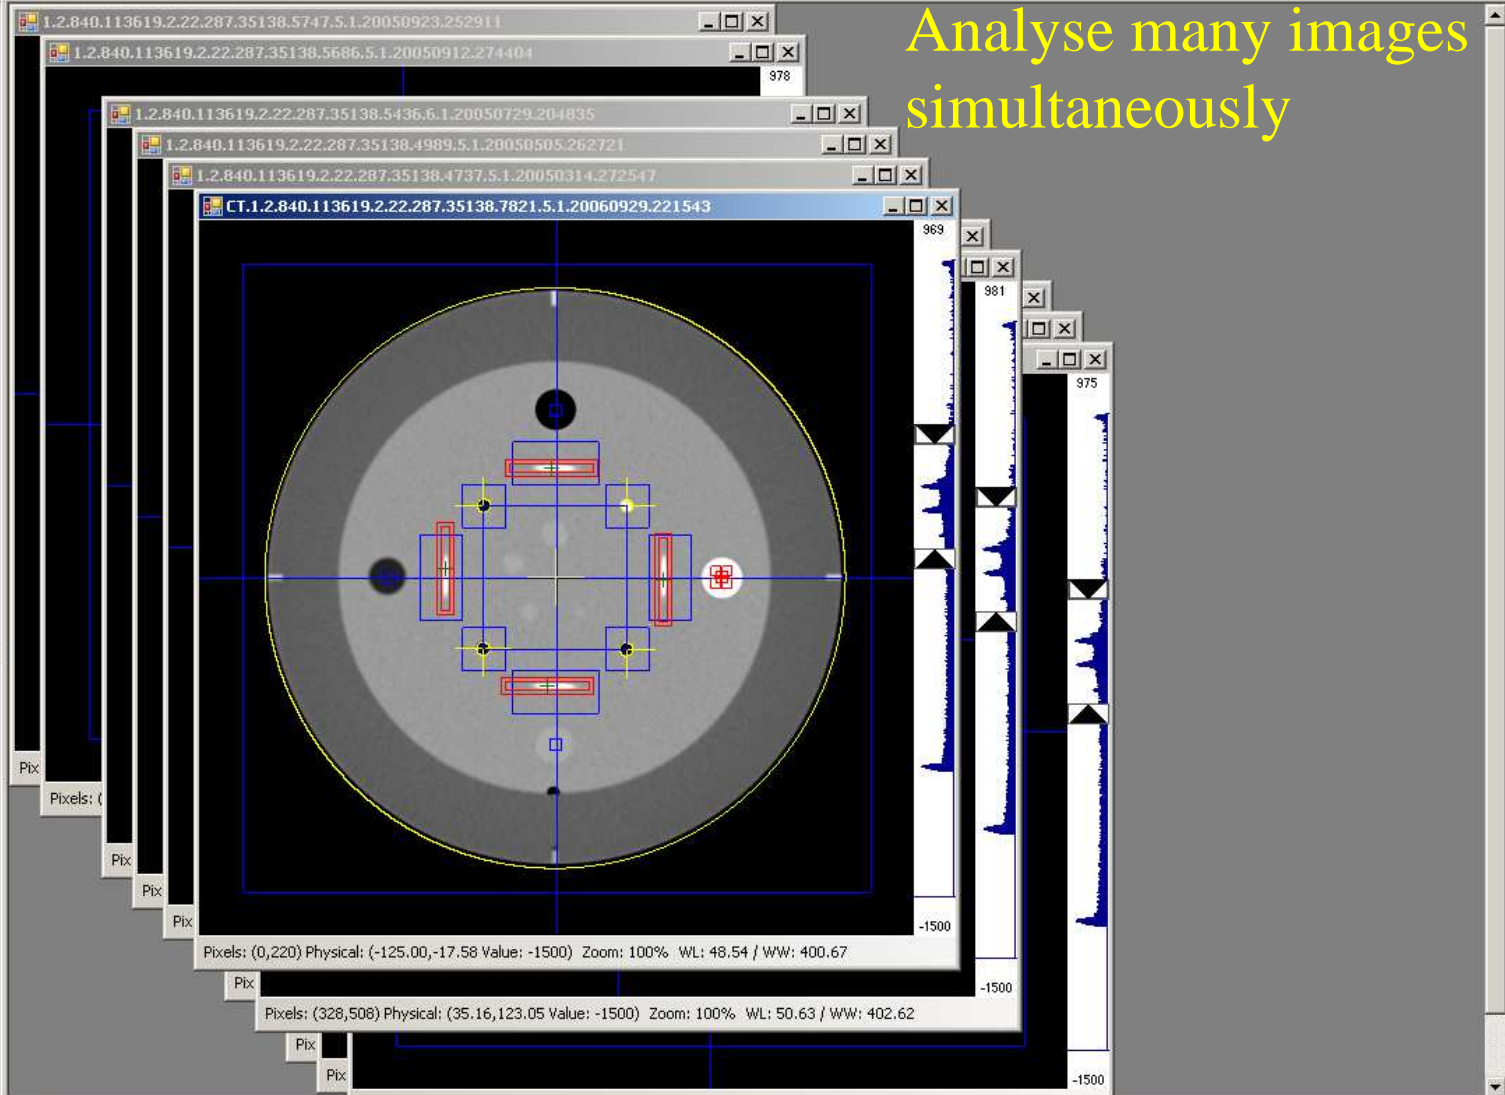 Analyse many images
simultaneously
1.2.840.113619.2.22.287.35138.5747.5.1.20050923.252911
1.2.840.113619.2.22.287.35138.5686.5.1.20050912.274404
978
1.2.840.113619.2.22.287.35138.5436.6.1.20050729.204835
1.2.840.113619.2.22.287.35138.4989.5.1.20050505.262721
1.2.840.113619.2.22.287.35138.4737.5.1.20050314.272547
CT.1.2.840.113619.2.22.287.35138.7821.5.1.20060929.221543
969
981
975
Pix
Pixels: (
Pix
Pix
Pix
-1500
Pixels: (0,220) Physical: (-125.00,-17.58 Value: -1500) Zoom: 100% WL: 48.54 / WW: 400.67
Pix
-1500
Pixels: (328,508) Physical: (35.16,123.05 Value: -1500) Zoom: 100% WL: 50.63 / WW: 402.62
Pix
Pix
-1500